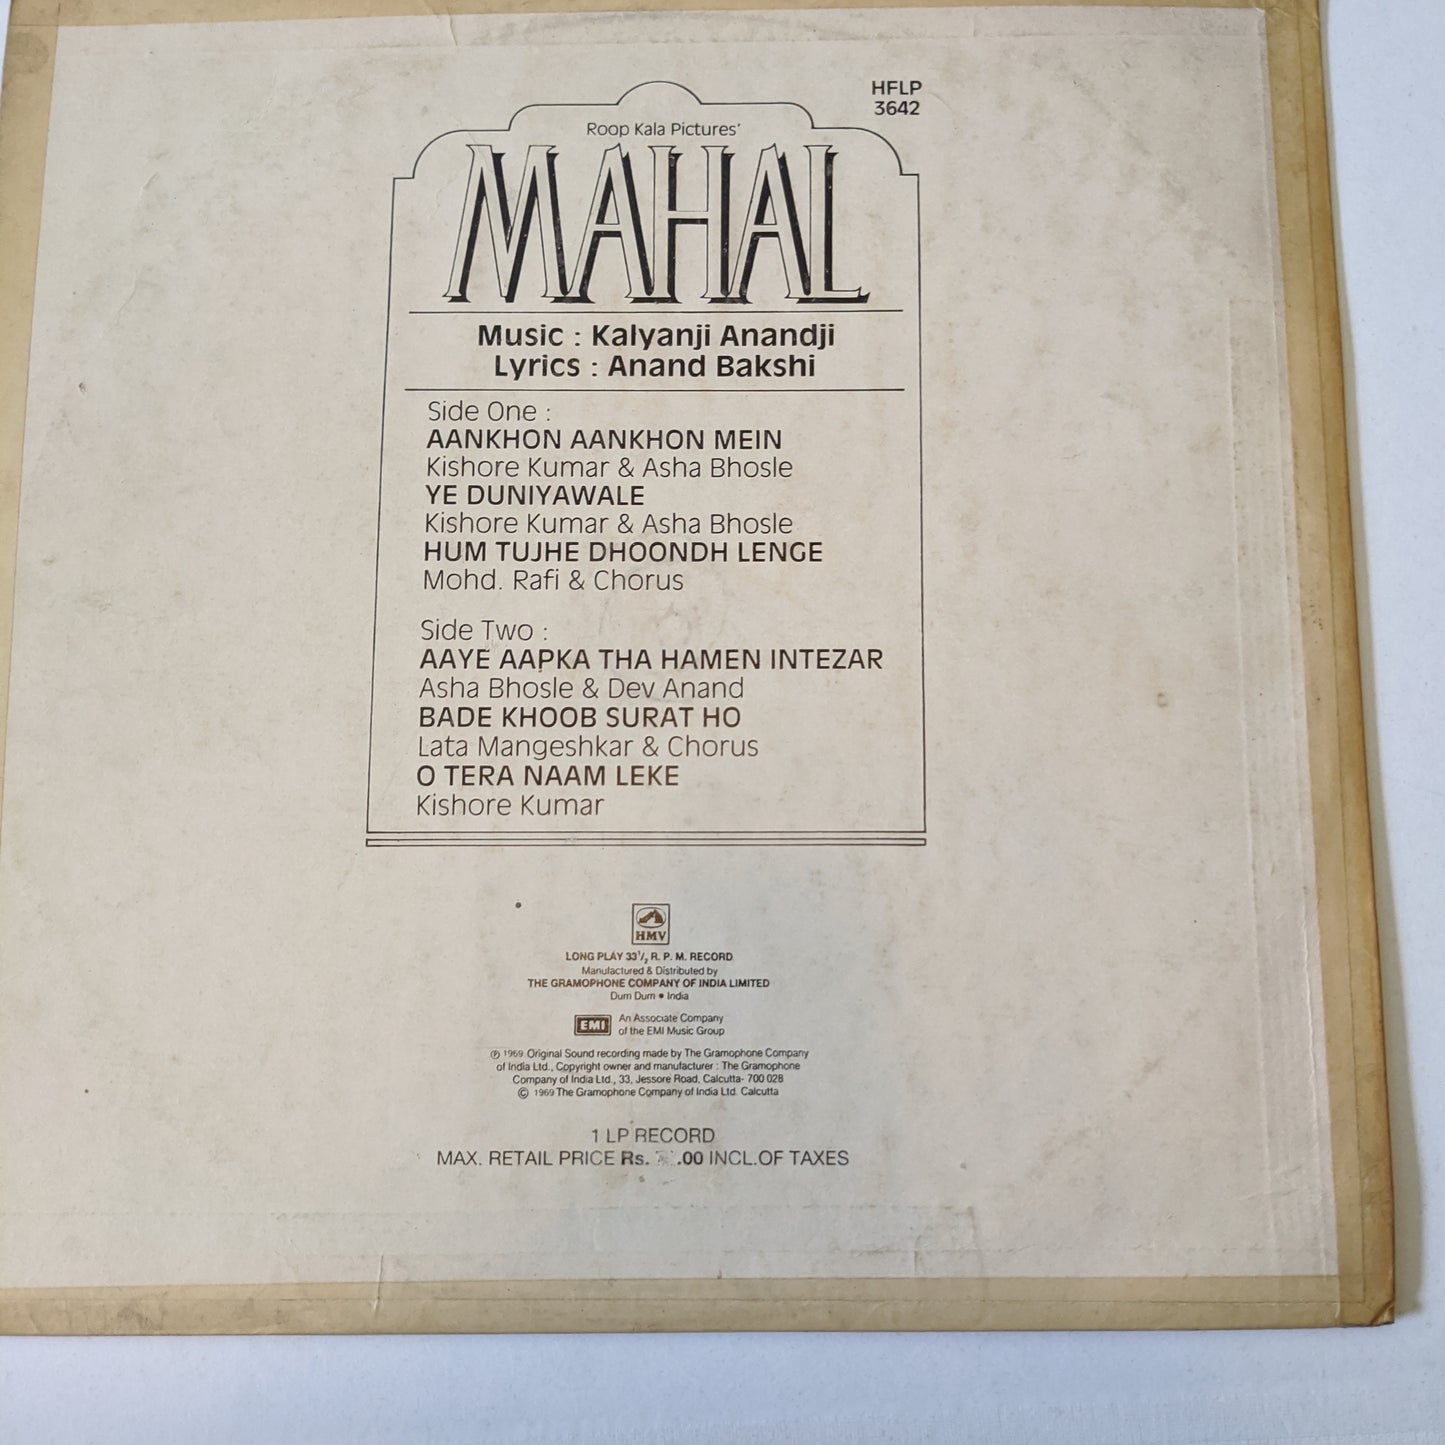 HFLP
3642
Roop Kala Pictures'
MAHAL
Music : Kalyanji Anandji
Lyrics : Anand Bakshi
Side One :
AANKHON AANKHON MEIN
Kishore Kumar & Asha Bhosle
YE DUNIYAWALE
Kishore Kumar & Asha Bhosle
HUM TUJHE DHOONDH LENGE
Mohd. Rafi & Chorus
Side Two :
AAYE AAPKA THA HAMEN INTEZAR
Asha Bhosle & Dev Anand
BADE KHOOB SURAT HO
Lata Mangeshkar & Chorus
O TERA NAAM LEKE
Kishore Kumar
HMV
LONG PLAY 33⅓ R. P. M. RECORD
Manufactured & Distributed by
THE GRAMOPHONE COMPANY OF INDIA LIMITED
Dum Dum • India
EMI
An Associate Company
of the EMI Music Group
℗ 1969 Original Sound recording made by The Gramophone Company
of India Ltd., Copyright owner and manufacturer : The Gramophone
Company of India Ltd., 33, Jessore Road, Calcutta- 700 028
© 1969 The Gramophone Company of India Ltd. Calcutta
1 LP RECORD
MAX. RETAIL PRICE Rs. .00 INCL.OF TAXES